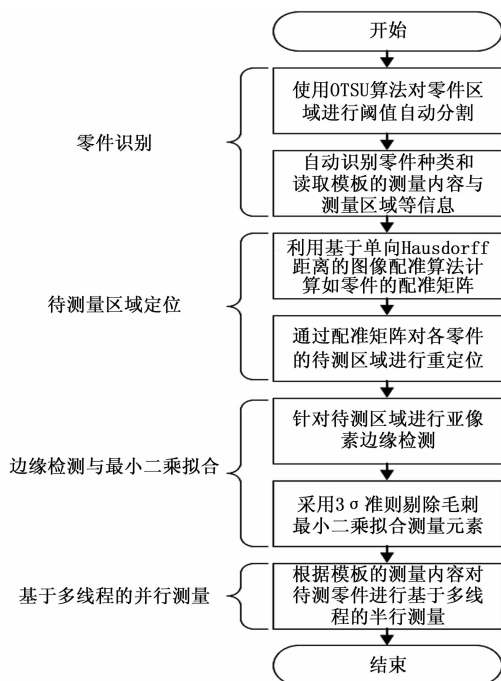 开始
使用OTSU算法对零件区
域进行阈值自动分割
零件识别
自动识别零件种类和
读取模板的测量内容与
测量区域等信息
利用基于单向Hausdorff
距离的图像配准算法计
算如零件的配准矩阵
待测量区域定位
通过配准矩阵对各零件
的待测区域进行重定位
针对待测区域进行亚像
素边缘检测
边缘检测与最小二乘拟合
采用3σ准则剔除毛刺
最小二乘拟合测量元素
基于多线程的并行测量
根据模板的测量内容对
待测零件进行基于多线
程的半行测量
结束